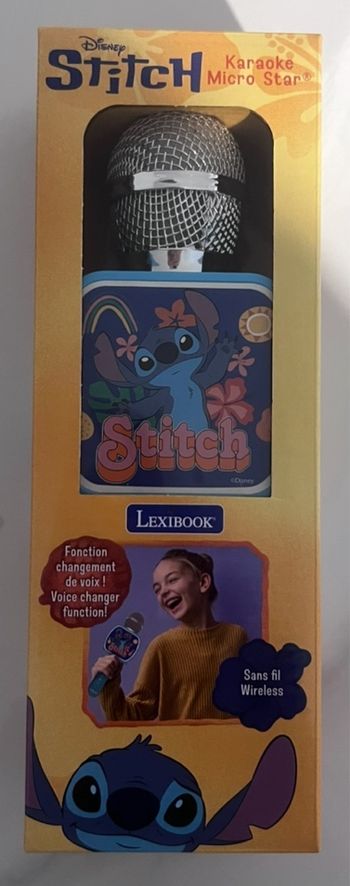 Disney
Stitch
Karaoke
Micro Star®
Stitch
©Disney
LEXIBOOK®
Fonction
changement
de voix !
Voice changer
function!
Sans fil
Wireless